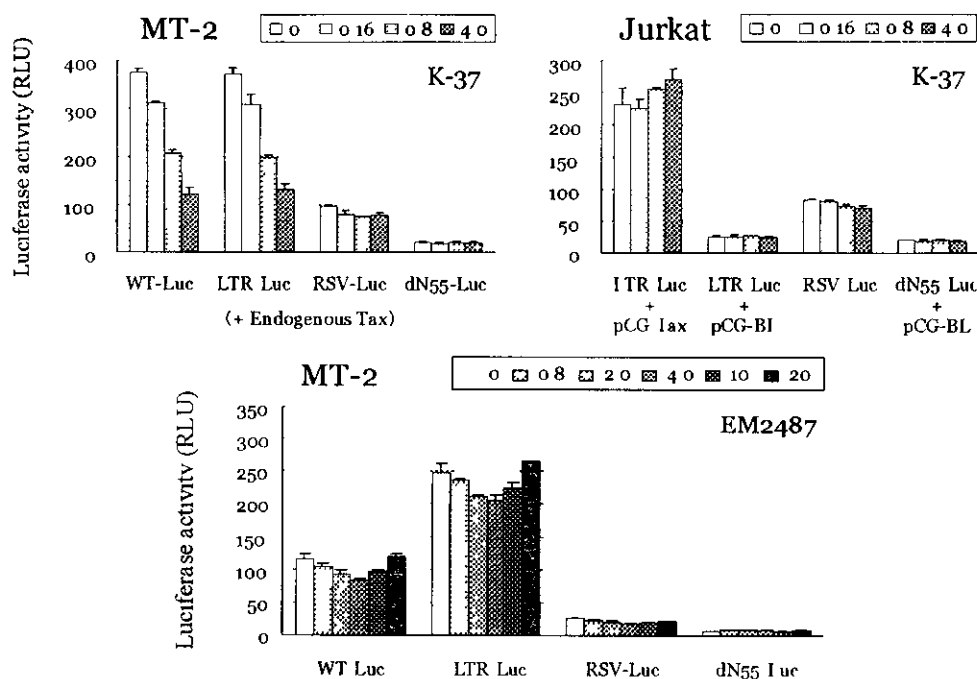 MT-2
0 0 16 0 8 4 0
K-37
Luciferase activity (RLU)
400
300
200
100
0
WT-Luc LTR Luc RSV-Luc dN55-Luc
(+ Endogenous Tax)
Jurkat
0 0 16 0 8 4 0
K-37
300
250
200
150
100
50
0
I TR Luc LTR Luc RSV Luc dN55 Luc
+ + +
pCG Iax pCG-BI pCG-BL
MT-2
0 0 8 2 0 4 0 10 20
EM2487
Luciferase activity (RLU)
350
300
250
200
150
100
50
0
WT Luc LTR Luc RSV-Luc dN55 I uc